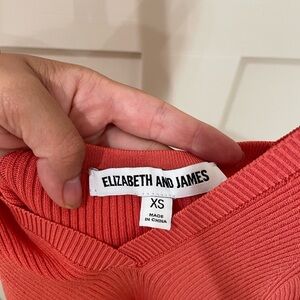 ELIZABETH AND JAMES
XS
MADE
IN CHINA